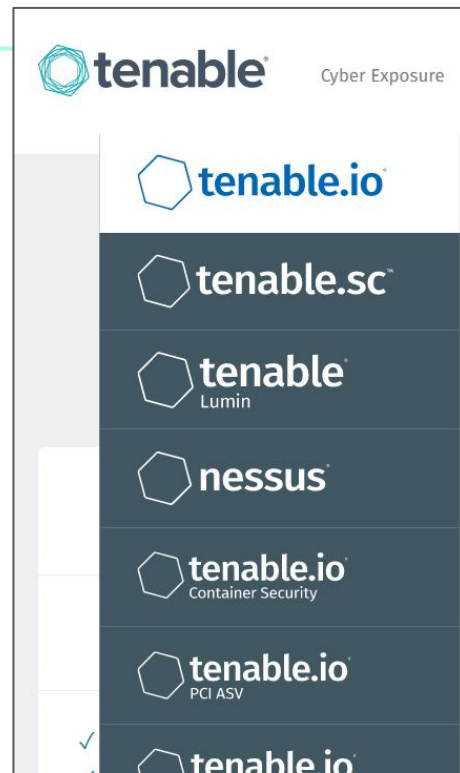 tenable®
Cyber Exposure
tenable.io®
tenable.sc™
tenable®
Lumin
nessus®
tenable.io®
Container Security
tenable.io®
PCI ASV
tenable.io®